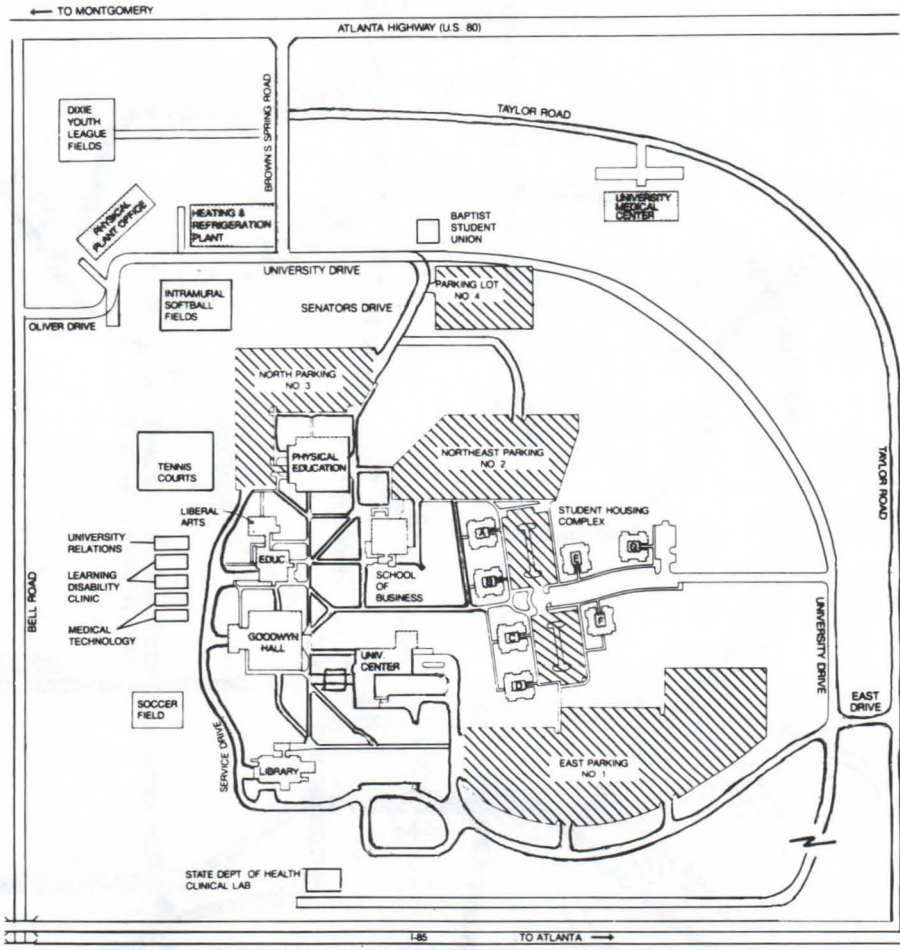 ← TO MONTGOMERY
ATLANTA HIGHWAY (U.S. 80)
DIXIE
YOUTH
LEAGUE
FIELDS
BROWN'S SPRING ROAD
TAYLOR ROAD
PHYSICAL
PLANT OFFICE
HEATING &
REFRIGERATION
PLANT
BAPTIST
STUDENT
UNION
UNIVERSITY
MEDICAL
CENTER
UNIVERSITY DRIVE
PARKING LOT
NO 4
INTRAMURAL
SOFTBALL
FIELDS
SENATORS DRIVE
OLIVER DRIVE
NORTH PARKING
NO 3
PHYSICAL
EDUCATION
NORTHEAST PARKING
NO 2
TENNIS
COURTS
TAYLOR ROAD
LIBERAL
ARTS
STUDENT HOUSING
COMPLEX
UNIVERSITY
RELATIONS
A
E
G
EDUC
LEARNING
DISABILITY
CLINIC
SCHOOL
OF
BUSINESS
B
BELL ROAD
MEDICAL
TECHNOLOGY
GOODWYN
HALL
C
F
UNIVERSITY DRIVE
UNIV.
CENTER
D
SOCCER
FIELD
EAST
DRIVE
SERVICE DRIVE
LIBRARY
EAST PARKING
NO 1
STATE DEPT OF HEALTH
CLINICAL LAB
I-85
TO ATLANTA →